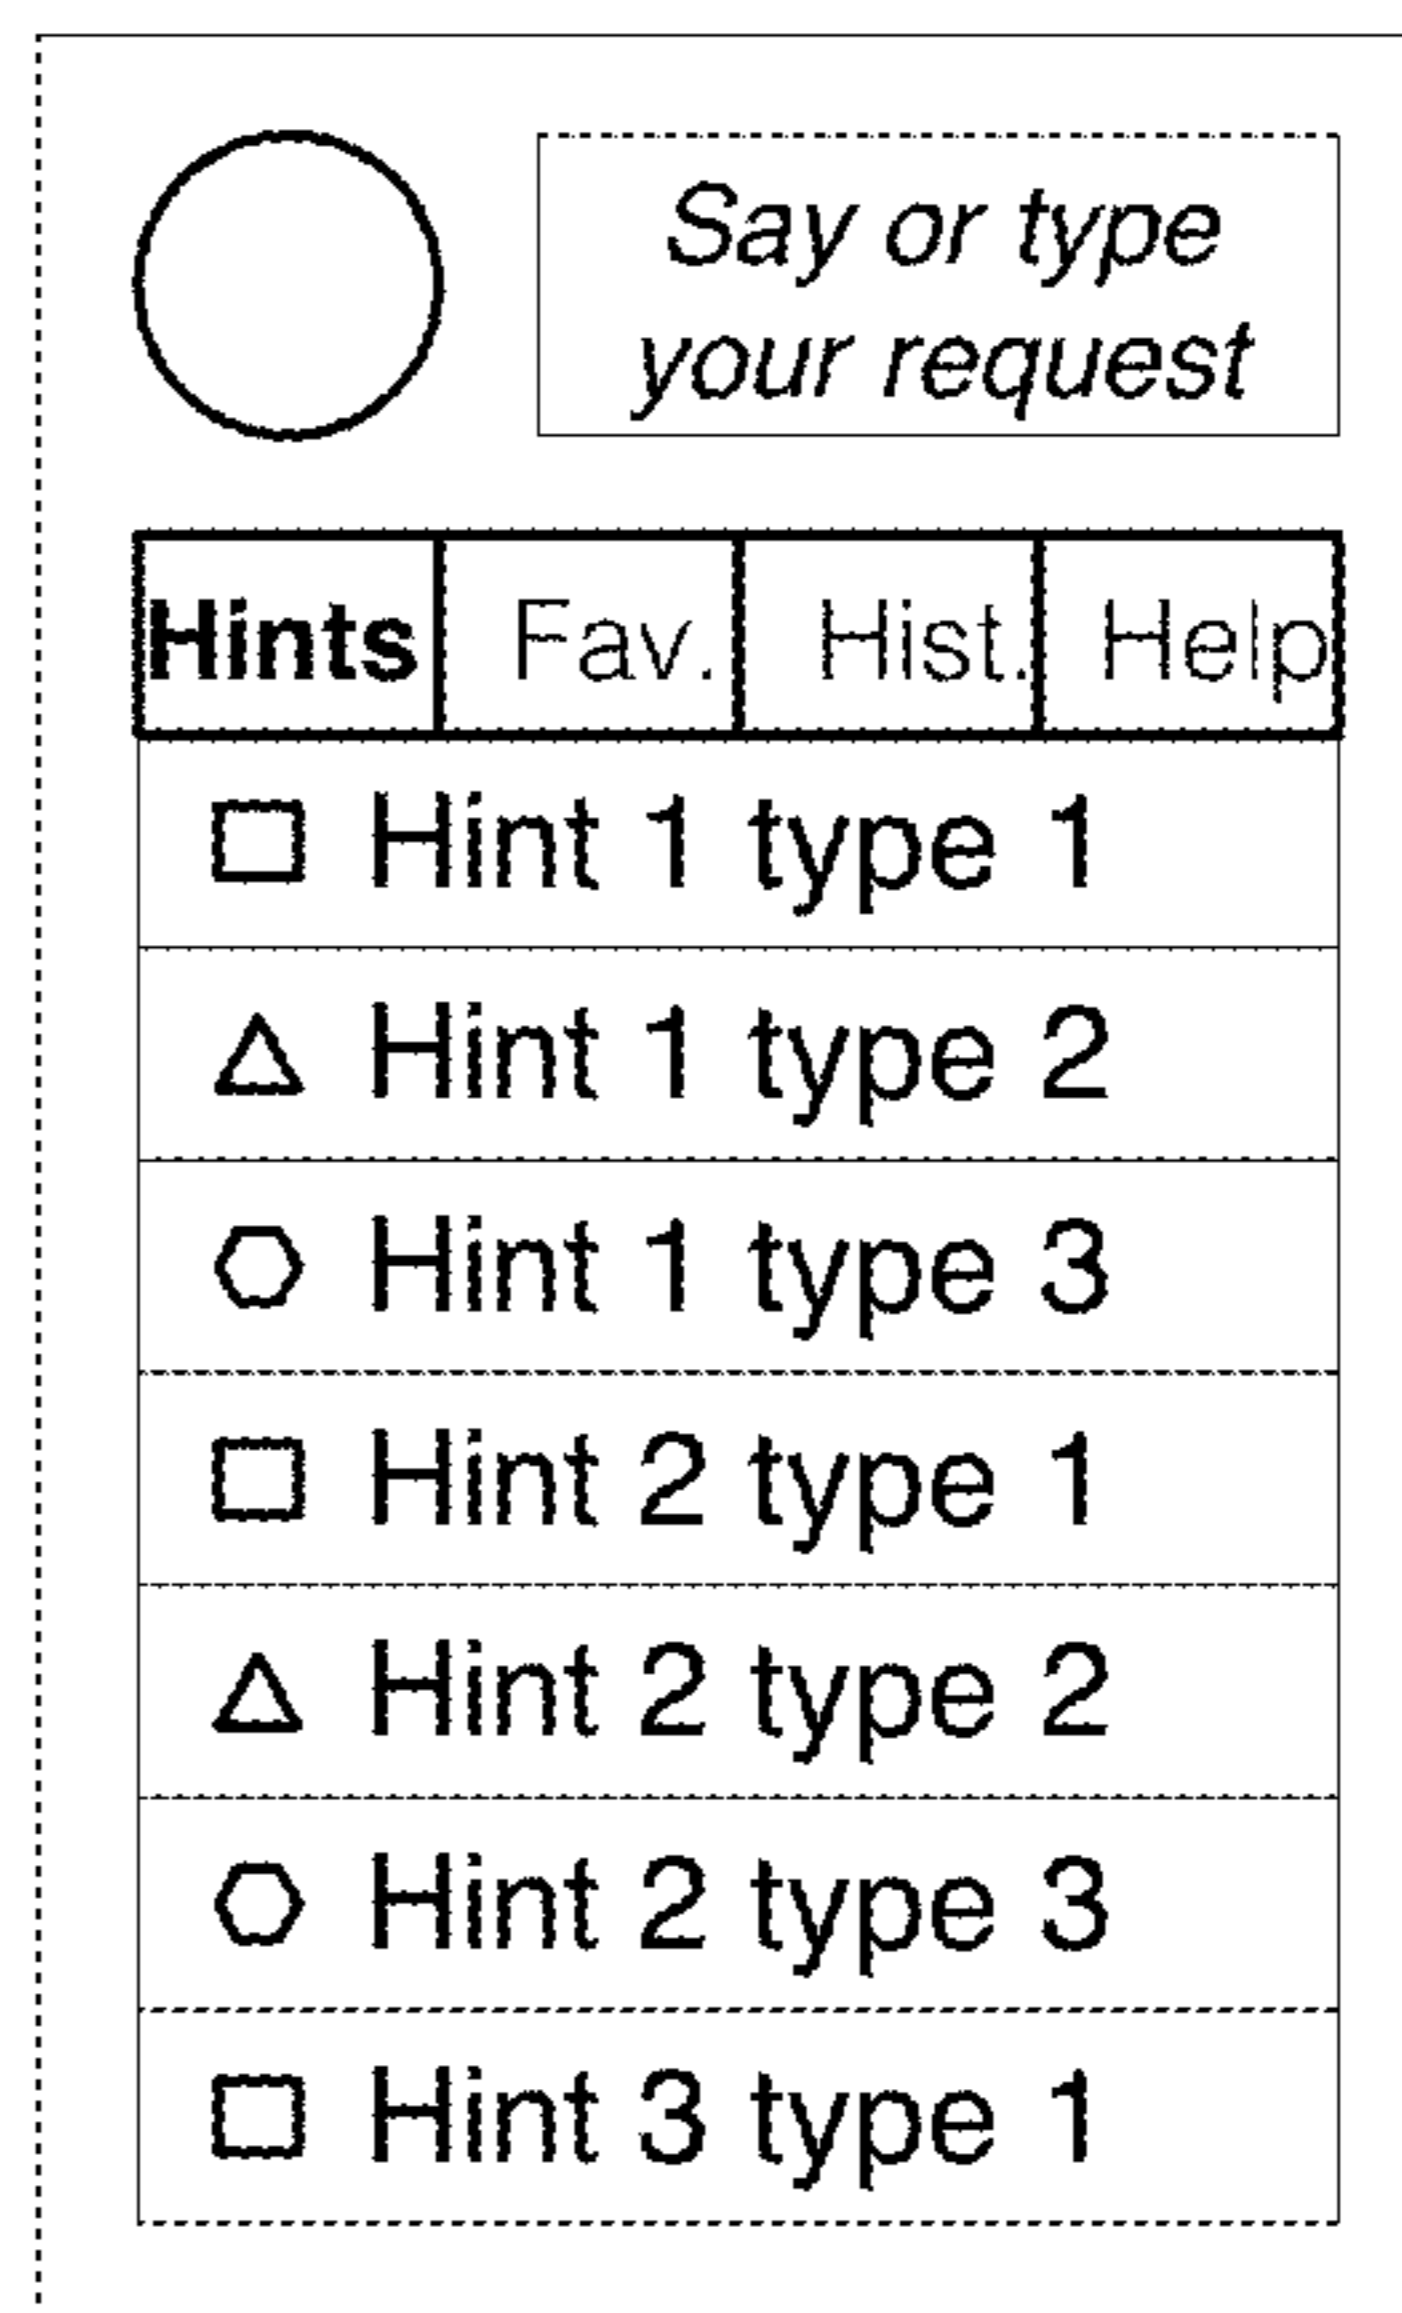 Say or type
your request
Hints Fav. Hist. Help
Hint 1 type 1
Hint 1 type 2
Hint 1 type 3
Hint 2 type 1
Hint 2 type 2
Hint 2 type 3
Hint 3 type 1